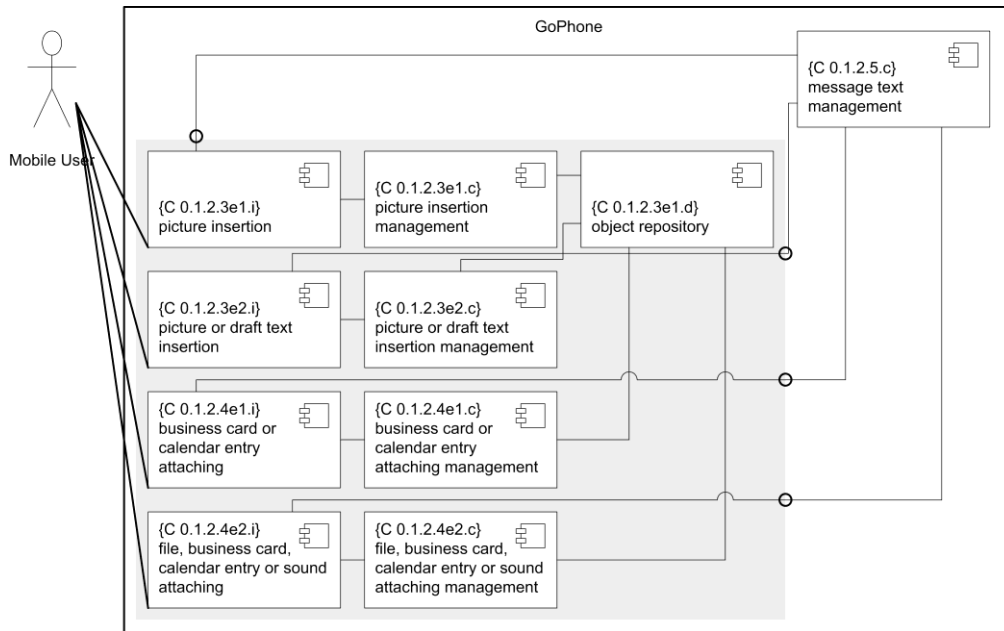 GoPhone
Mobile User
{C 0.1.2.5.c}
message text
management
{C 0.1.2.3e1.i}
picture insertion
{C 0.1.2.3e1.c}
picture insertion
management
{C 0.1.2.3e1.d}
object repository
{C 0.1.2.3e2.i}
picture or draft text
insertion
{C 0.1.2.3e2.c}
picture or draft text
insertion management
{C 0.1.2.4e1.i}
business card or
calendar entry
attaching
{C 0.1.2.4e1.c}
business card or
calendar entry
attaching management
{C 0.1.2.4e2.i}
file, business card,
calendar entry or sound
attaching
{C 0.1.2.4e2.c}
file, business card,
calendar entry or sound
attaching management